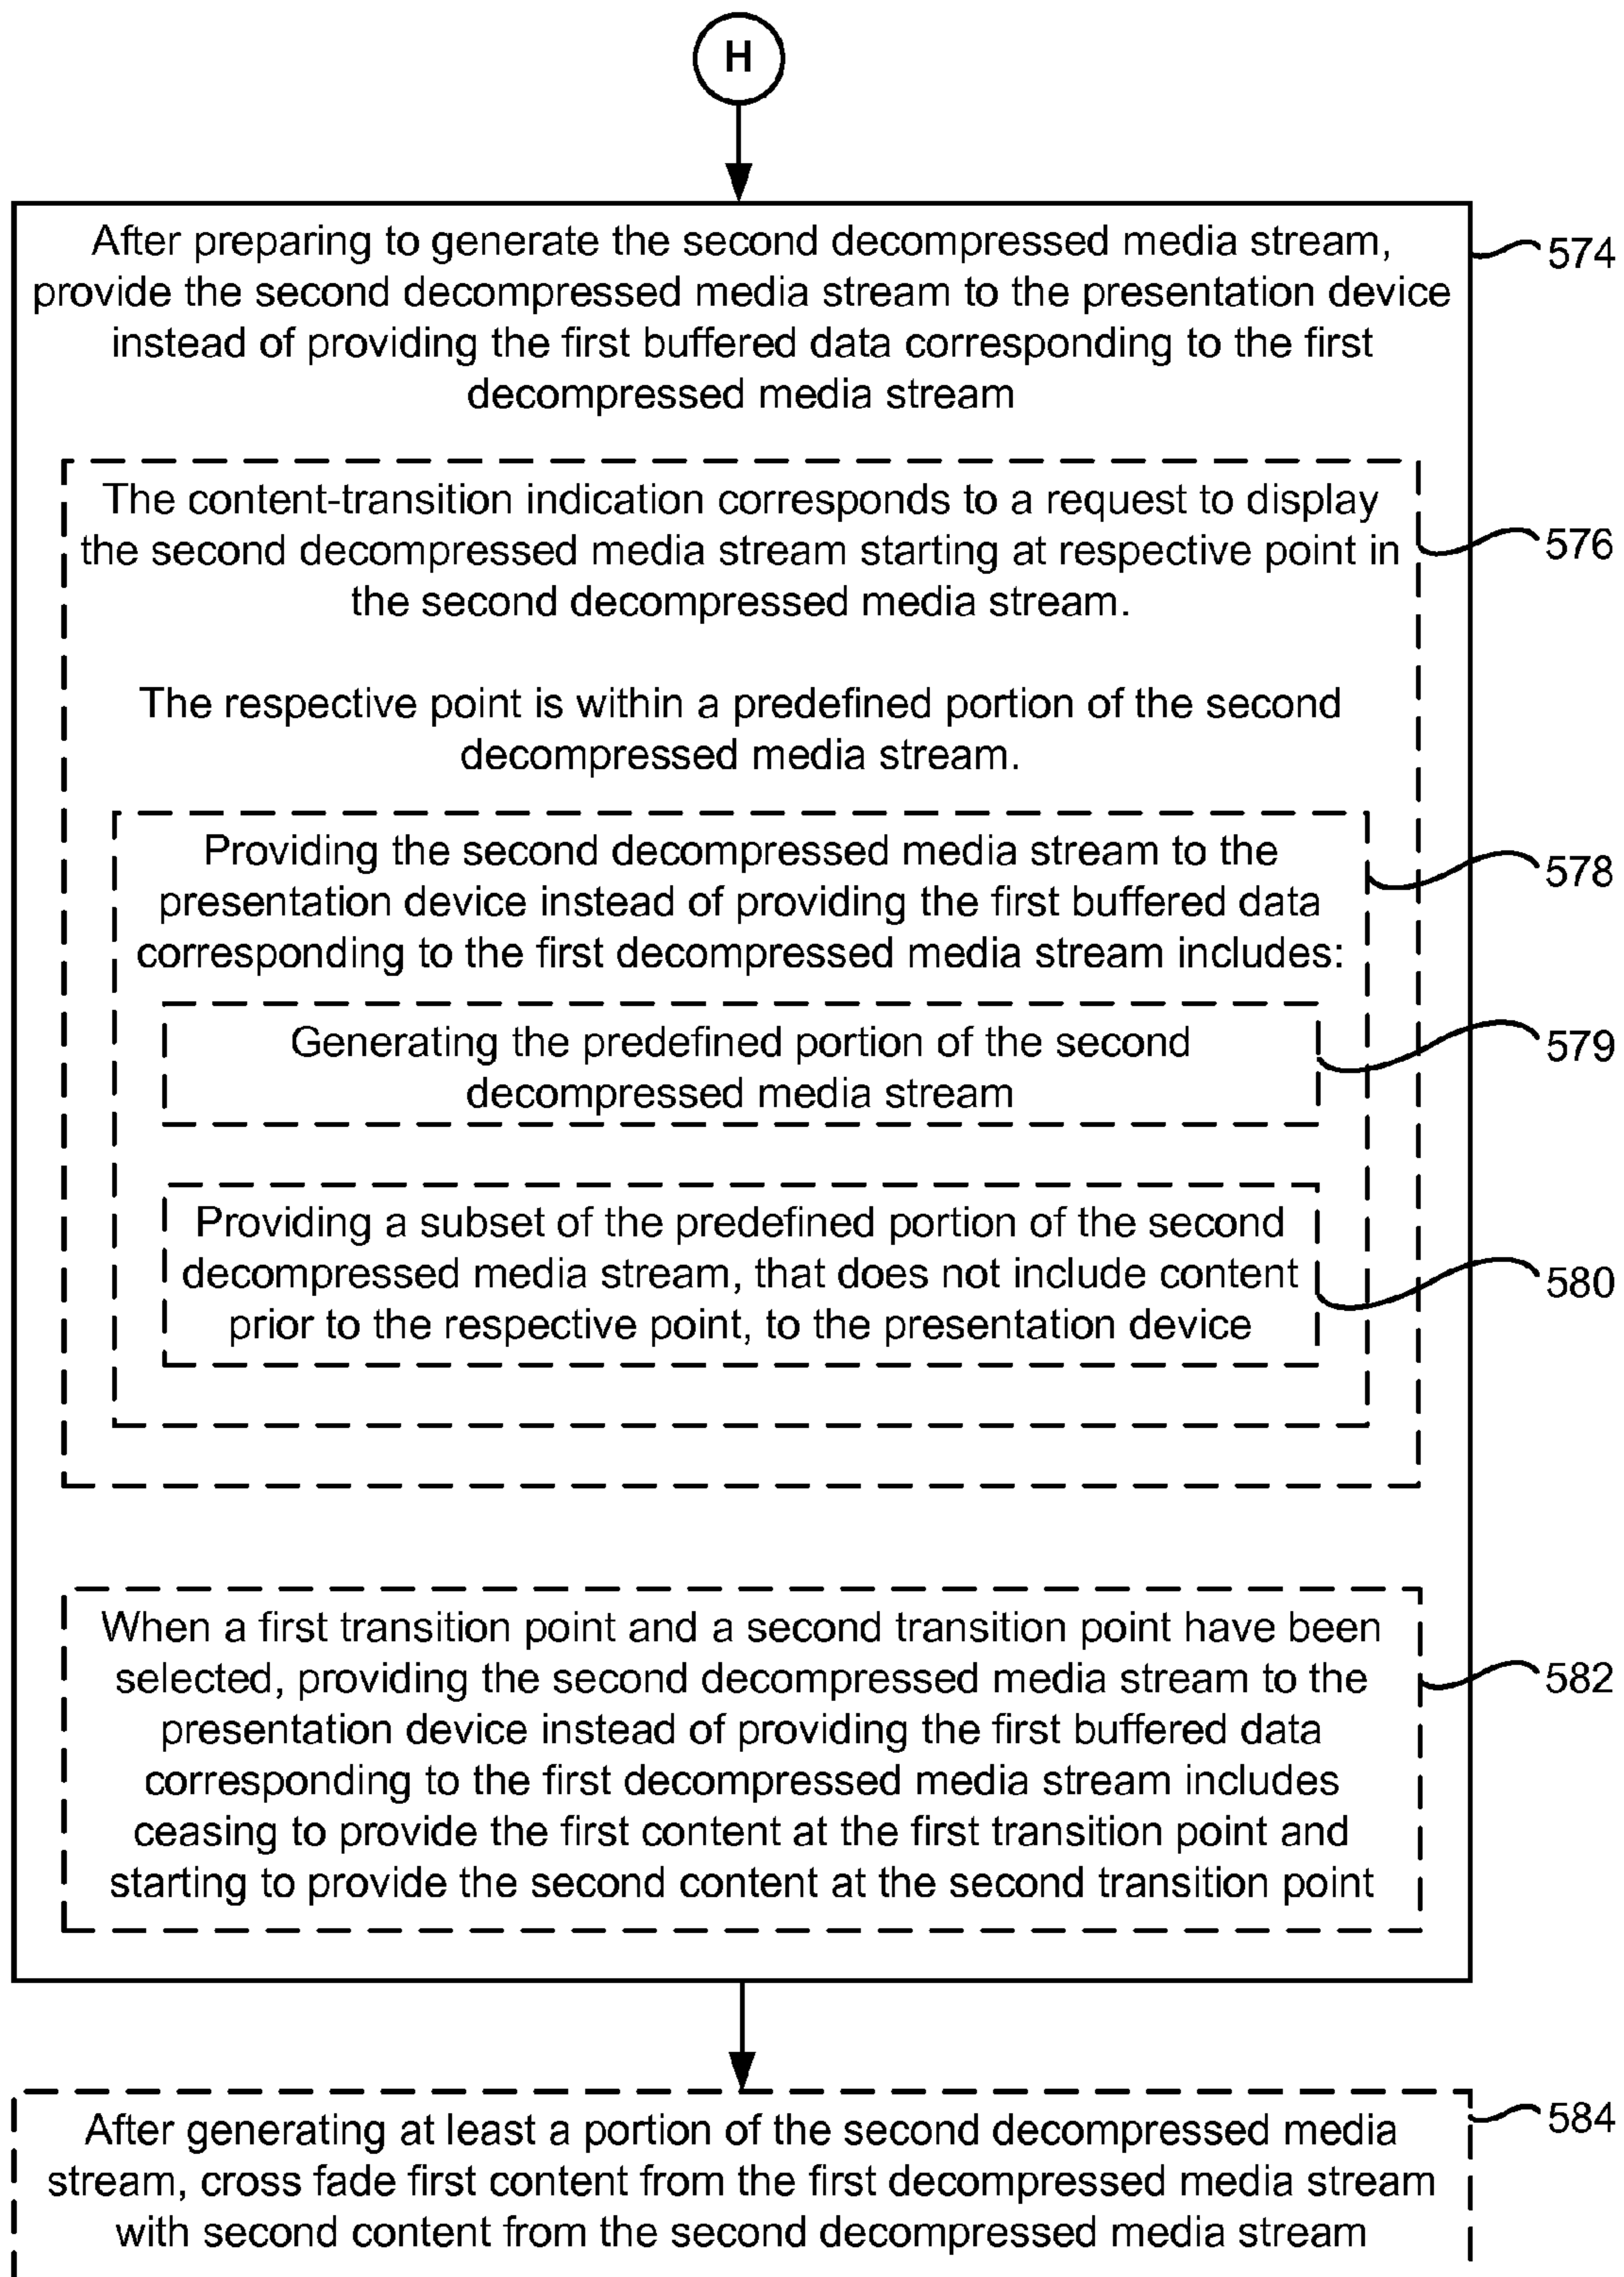 H
After preparing to generate the second decompressed media stream,
provide the second decompressed media stream to the presentation device
instead of providing the first buffered data corresponding to the first
decompressed media stream
574
The content-transition indication corresponds to a request to display
the second decompressed media stream starting at respective point in
the second decompressed media stream.
576
The respective point is within a predefined portion of the second
decompressed media stream.
Providing the second decompressed media stream to the
presentation device instead of providing the first buffered data
corresponding to the first decompressed media stream includes:
578
Generating the predefined portion of the second
decompressed media stream
579
Providing a subset of the predefined portion of the second
decompressed media stream, that does not include content
prior to the respective point, to the presentation device
580
When a first transition point and a second transition point have been
selected, providing the second decompressed media stream to the
presentation device instead of providing the first buffered data
corresponding to the first decompressed media stream includes
ceasing to provide the first content at the first transition point and
starting to provide the second content at the second transition point
582
After generating at least a portion of the second decompressed media
stream, cross fade first content from the first decompressed media stream
with second content from the second decompressed media stream
584